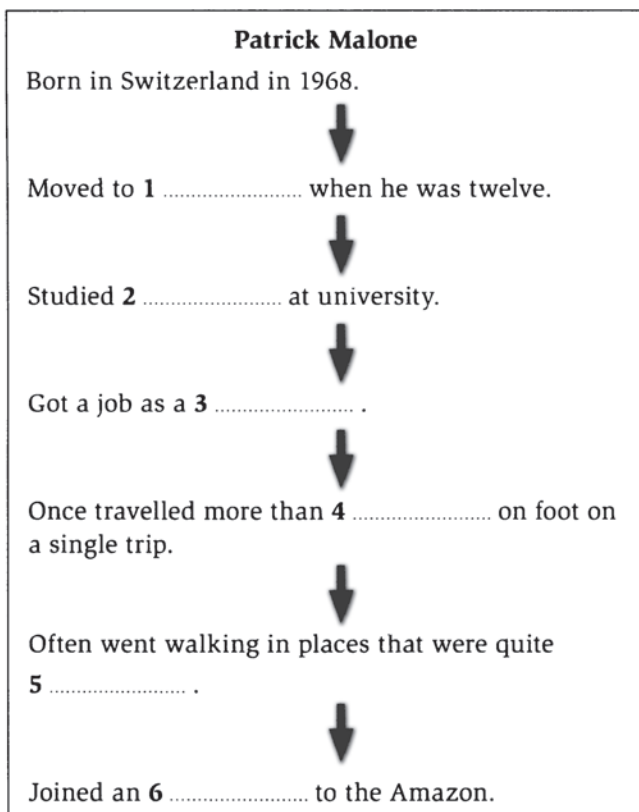 Patrick Malone
Born in Switzerland in 1968.
Moved to 1 ........................ when he was twelve.
Studied 2 ........................ at university.
Got a job as a 3 ........................ .
Once travelled more than 4 ........................ on foot on
a single trip.
Often went walking in places that were quite
5 ........................ .
Joined an 6 ........................ to the Amazon.